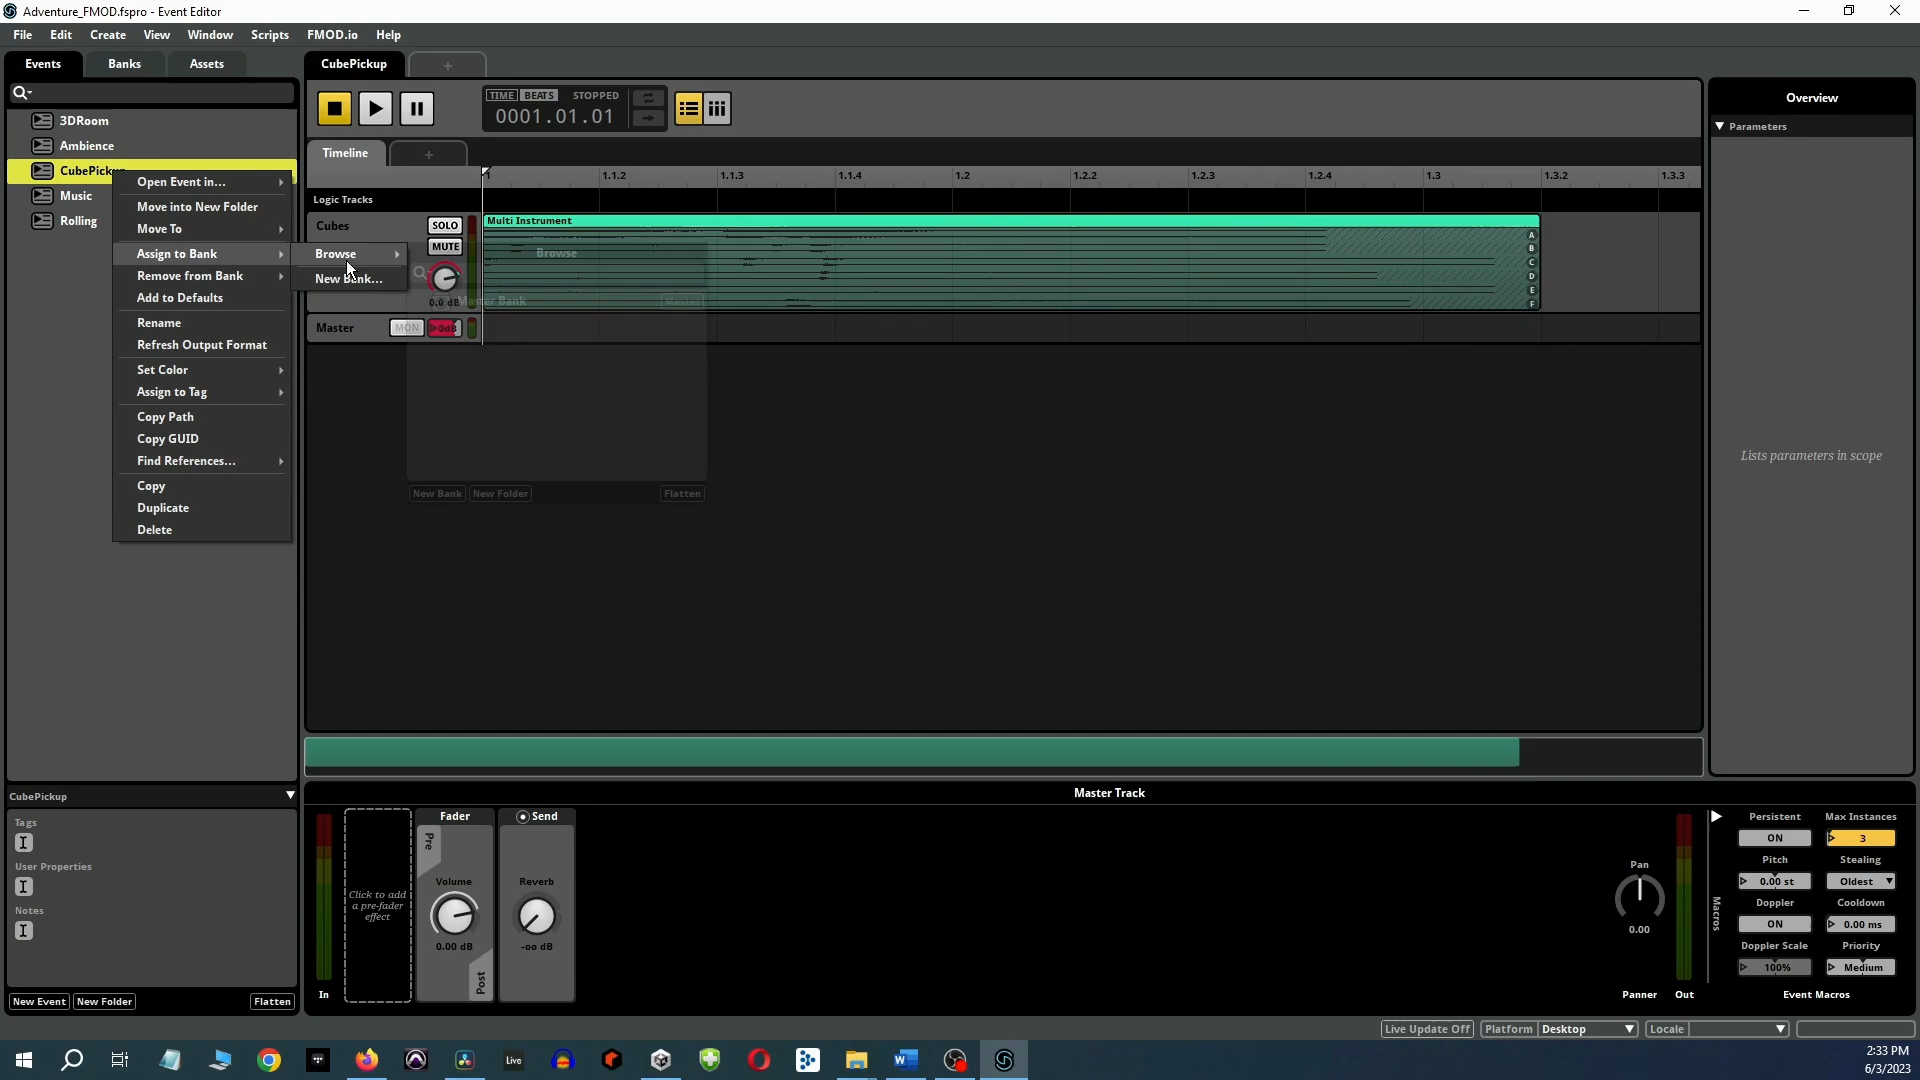 Adventure_FMOD.fspro - Event Editor
File Edit Create View Window Scripts FMOD.io Help
Events Banks Assets
CubePickup +
TIME BEATS STOPPED
0001.01.01
3DRoom
Ambience
CubePickup
Music
Rolling
Open Event in...
Move into New Folder
Move To
Assign to Bank
Remove from Bank
Add to Defaults
Rename
Refresh Output Format
Set Color
Assign to Tag
Copy Path
Copy GUID
Find References...
Copy
Duplicate
Delete
Browse
New Bank...
Timeline +
1 1.1.2 1.1.3 1.1.4 1.2 1.2.2 1.2.3 1.2.4 1.3 1.3.2 1.3.3
Logic Tracks
Cubes SOLO
MUTE
0.0 dB
Multi Instrument
A
B
C
D
E
F
Browse
Master Bank Master
New Bank New Folder Flatten
Master MON 0dB
Overview
Parameters
Lists parameters in scope
CubePickup
Tags
User Properties
Notes
New Event New Folder Flatten
Master Track
In
Click to add a pre-fader effect
Fader
Pre
Volume
0.00 dB
Post
Send
Reverb
-oo dB
Pan
0.00
Panner Out
Macros
Persistent Max Instances
ON 3
Pitch Stealing
0.00 st Oldest
Doppler Cooldown
ON 0.00 ms
Doppler Scale Priority
100% Medium
Event Macros
Live Update Off Platform Desktop Locale
Live
2:33 PM
6/3/2023